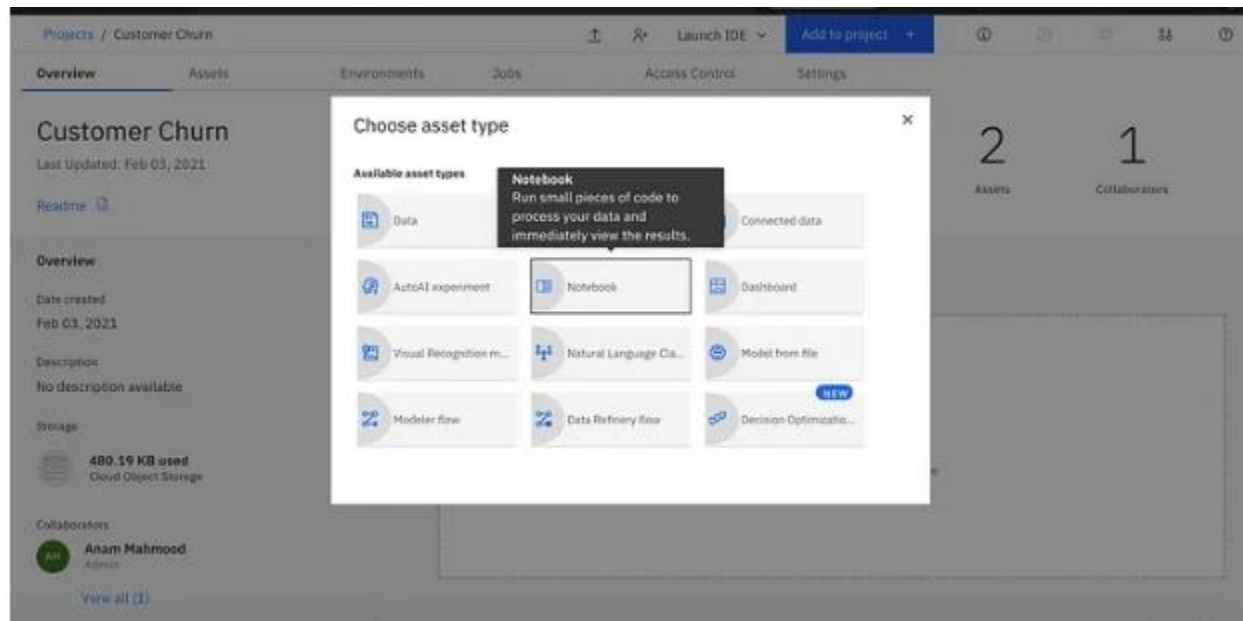 Projects / Customer Churn
Launch IDE
Add to project +
Overview
Assets
Environments
Jobs
Access Control
Settings
Customer Churn
Last Updated: Feb 03, 2021
Readme
2
Assets
1
Collaborators
Overview
Date created
Feb 03, 2021
Description
No description available
Storage
480.19 KB used
Cloud Object Storage
Collaborators
AM
Anam Mahmood
Admin
View all (1)
Choose asset type
Available asset types
Notebook
Run small pieces of code to
process your data and
immediately view the results.
Data
Connected data
AutoAI experiment
Notebook
Dashboard
Visual Recognition m...
Natural Language Cla...
Model from file
NEW
Modeler flow
Data Refinery flow
Decision Optimizatio...